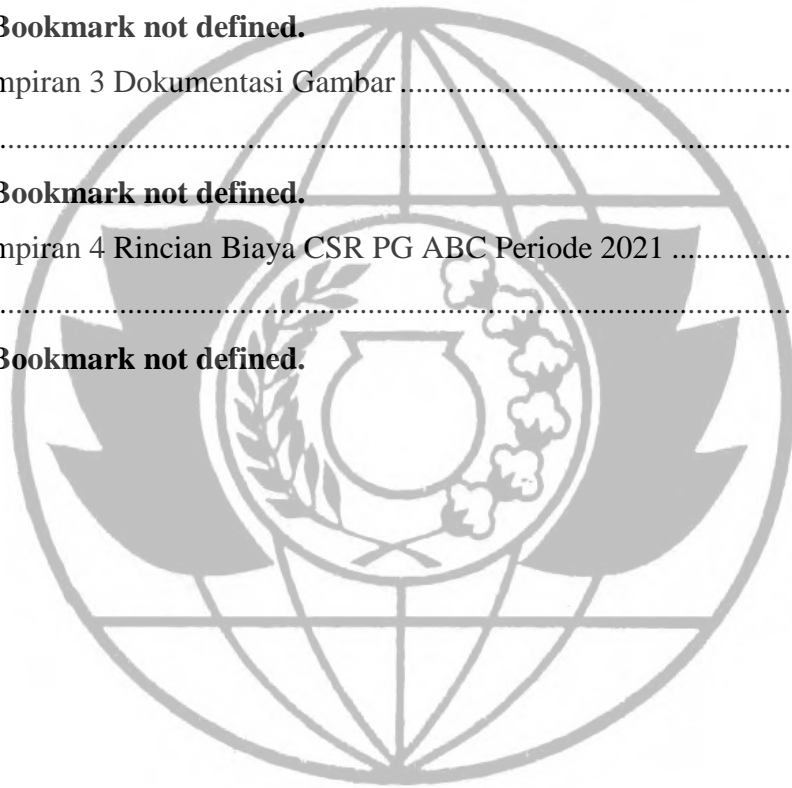 Bookmark not defined.
mpiran 3 Dokumentasi Gambar ................................................
................................................................................
Bookmark not defined.
mpiran 4 Rincian Biaya CSR PG ABC Periode 2021 .............
................................................................................
Bookmark not defined.